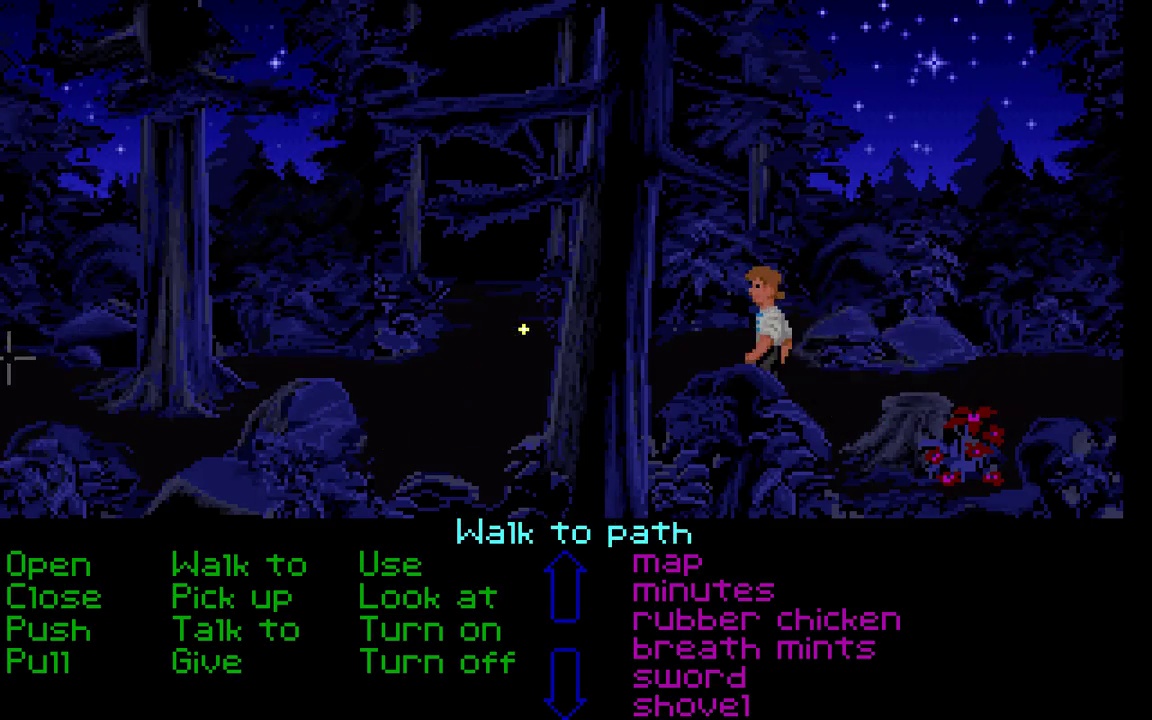 Walk to path
Open Walk to Use
Close Pick up Look at
Push Talk to Turn on
Pull Give Turn off
map
minutes
rubber chicken
breath mints
sword
shovel